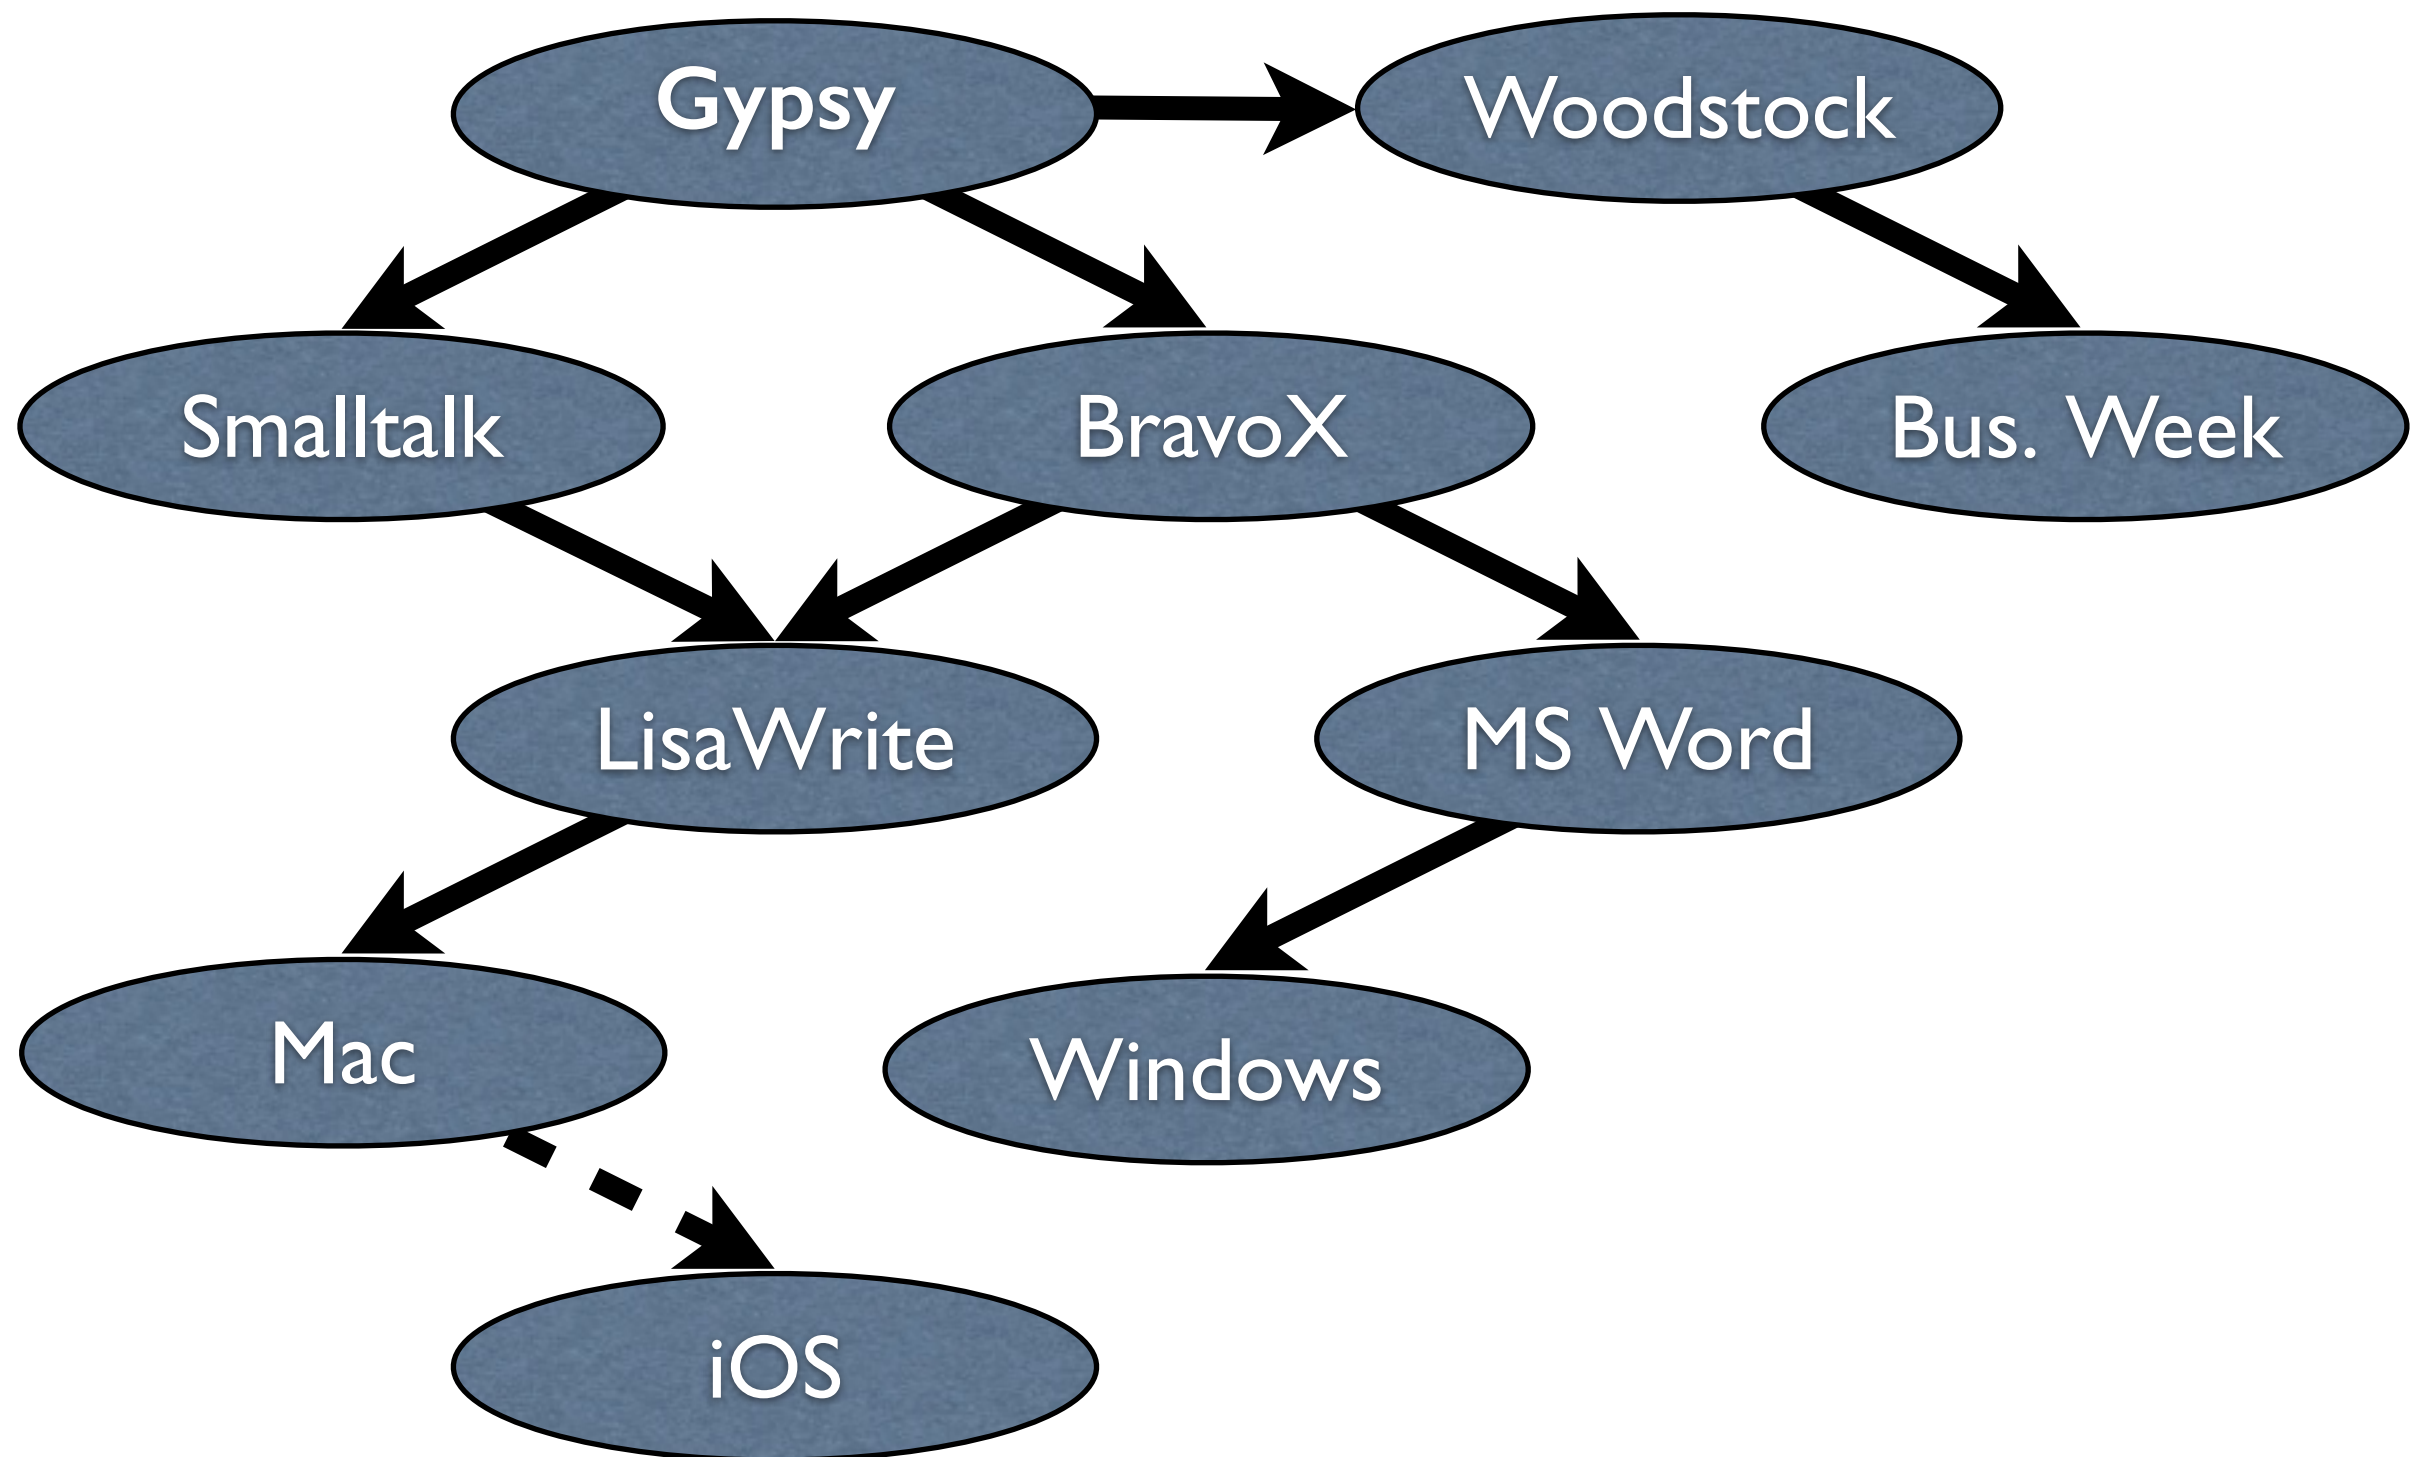 Gypsy
Woodstock
Smalltalk
BravoX
Bus. Week
LisaWrite
MS Word
Mac
Windows
iOS